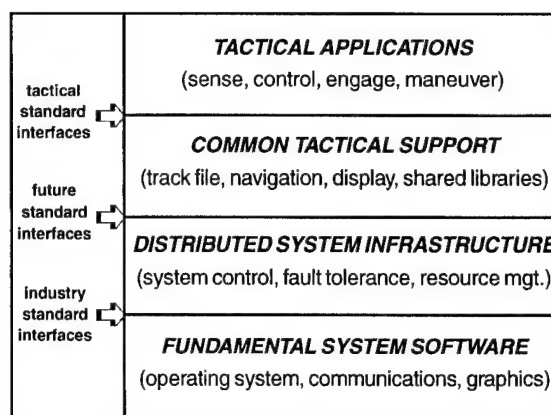 TACTICAL APPLICATIONS
(sense, control, engage, maneuver)
tactical
standard
interfaces
COMMON TACTICAL SUPPORT
(track file, navigation, display, shared libraries)
future
standard
interfaces
DISTRIBUTED SYSTEM INFRASTRUCTURE
(system control, fault tolerance, resource mgt.)
industry
standard
interfaces
FUNDAMENTAL SYSTEM SOFTWARE
(operating system, communications, graphics)